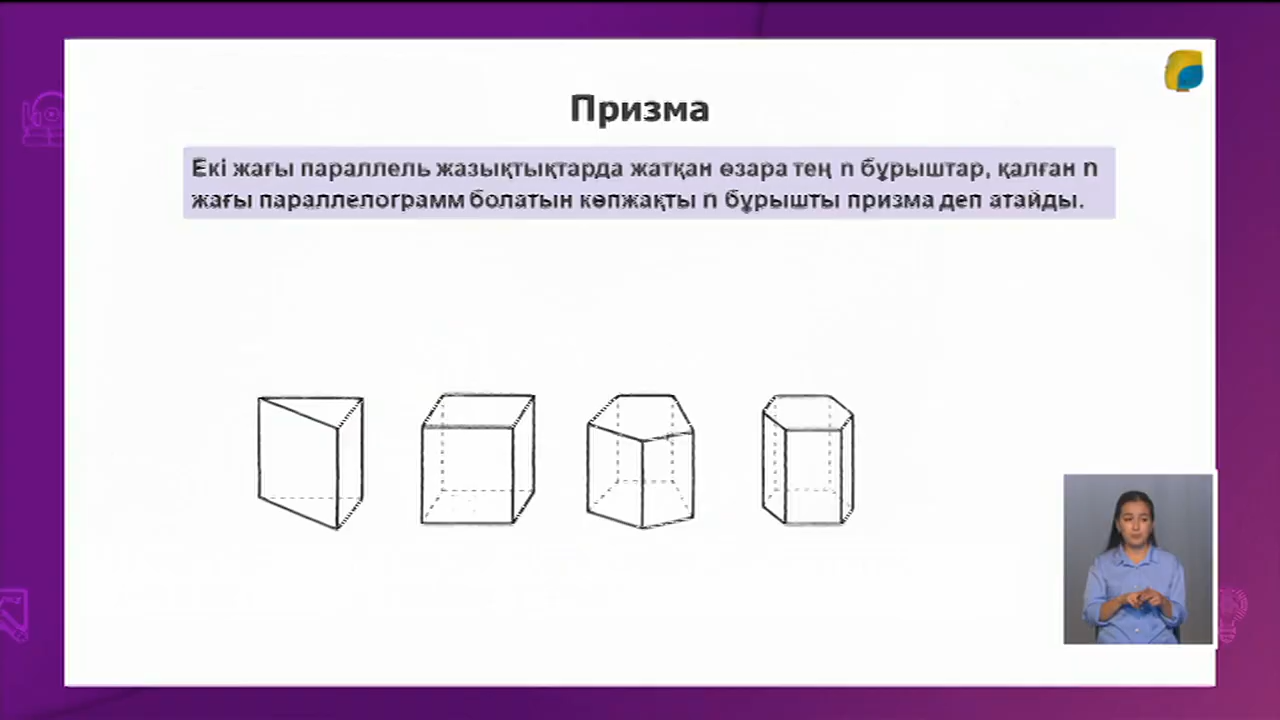 Призма
Екі жағы параллель жазықтықтарда жатқан өзара тең n бұрыштар, қалған n
жағы параллелограмм болатын көпжақты n бұрышты призма деп атайды.